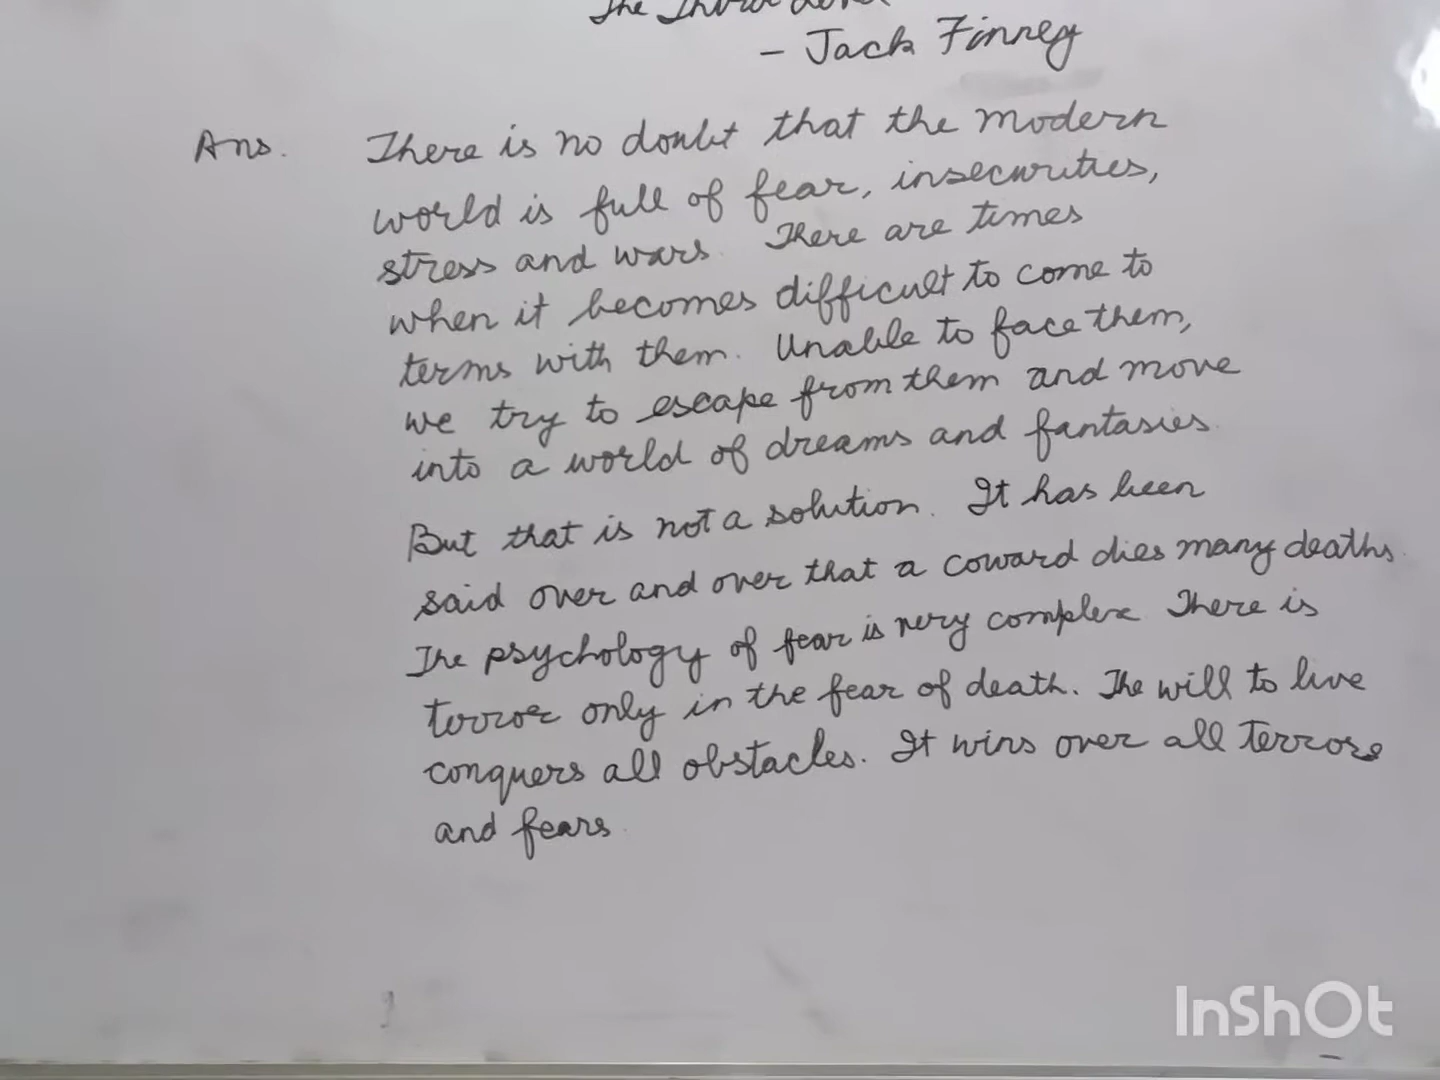 The Third Level
- Jack Finney
Ans. There is no doubt that the modern
world is full of fear, insecurities,
stress and wars. There are times
when it becomes difficult to come to
terms with them. Unable to face them,
we try to escape from them and move
into a world of dreams and fantasies.
But that is not a solution. It has been
said over and over that a coward dies many deaths.
The psychology of fear is very complex. There is
terror only in the fear of death. The will to live
conquers all obstacles. It wins over all terrors
and fears.
InShOt